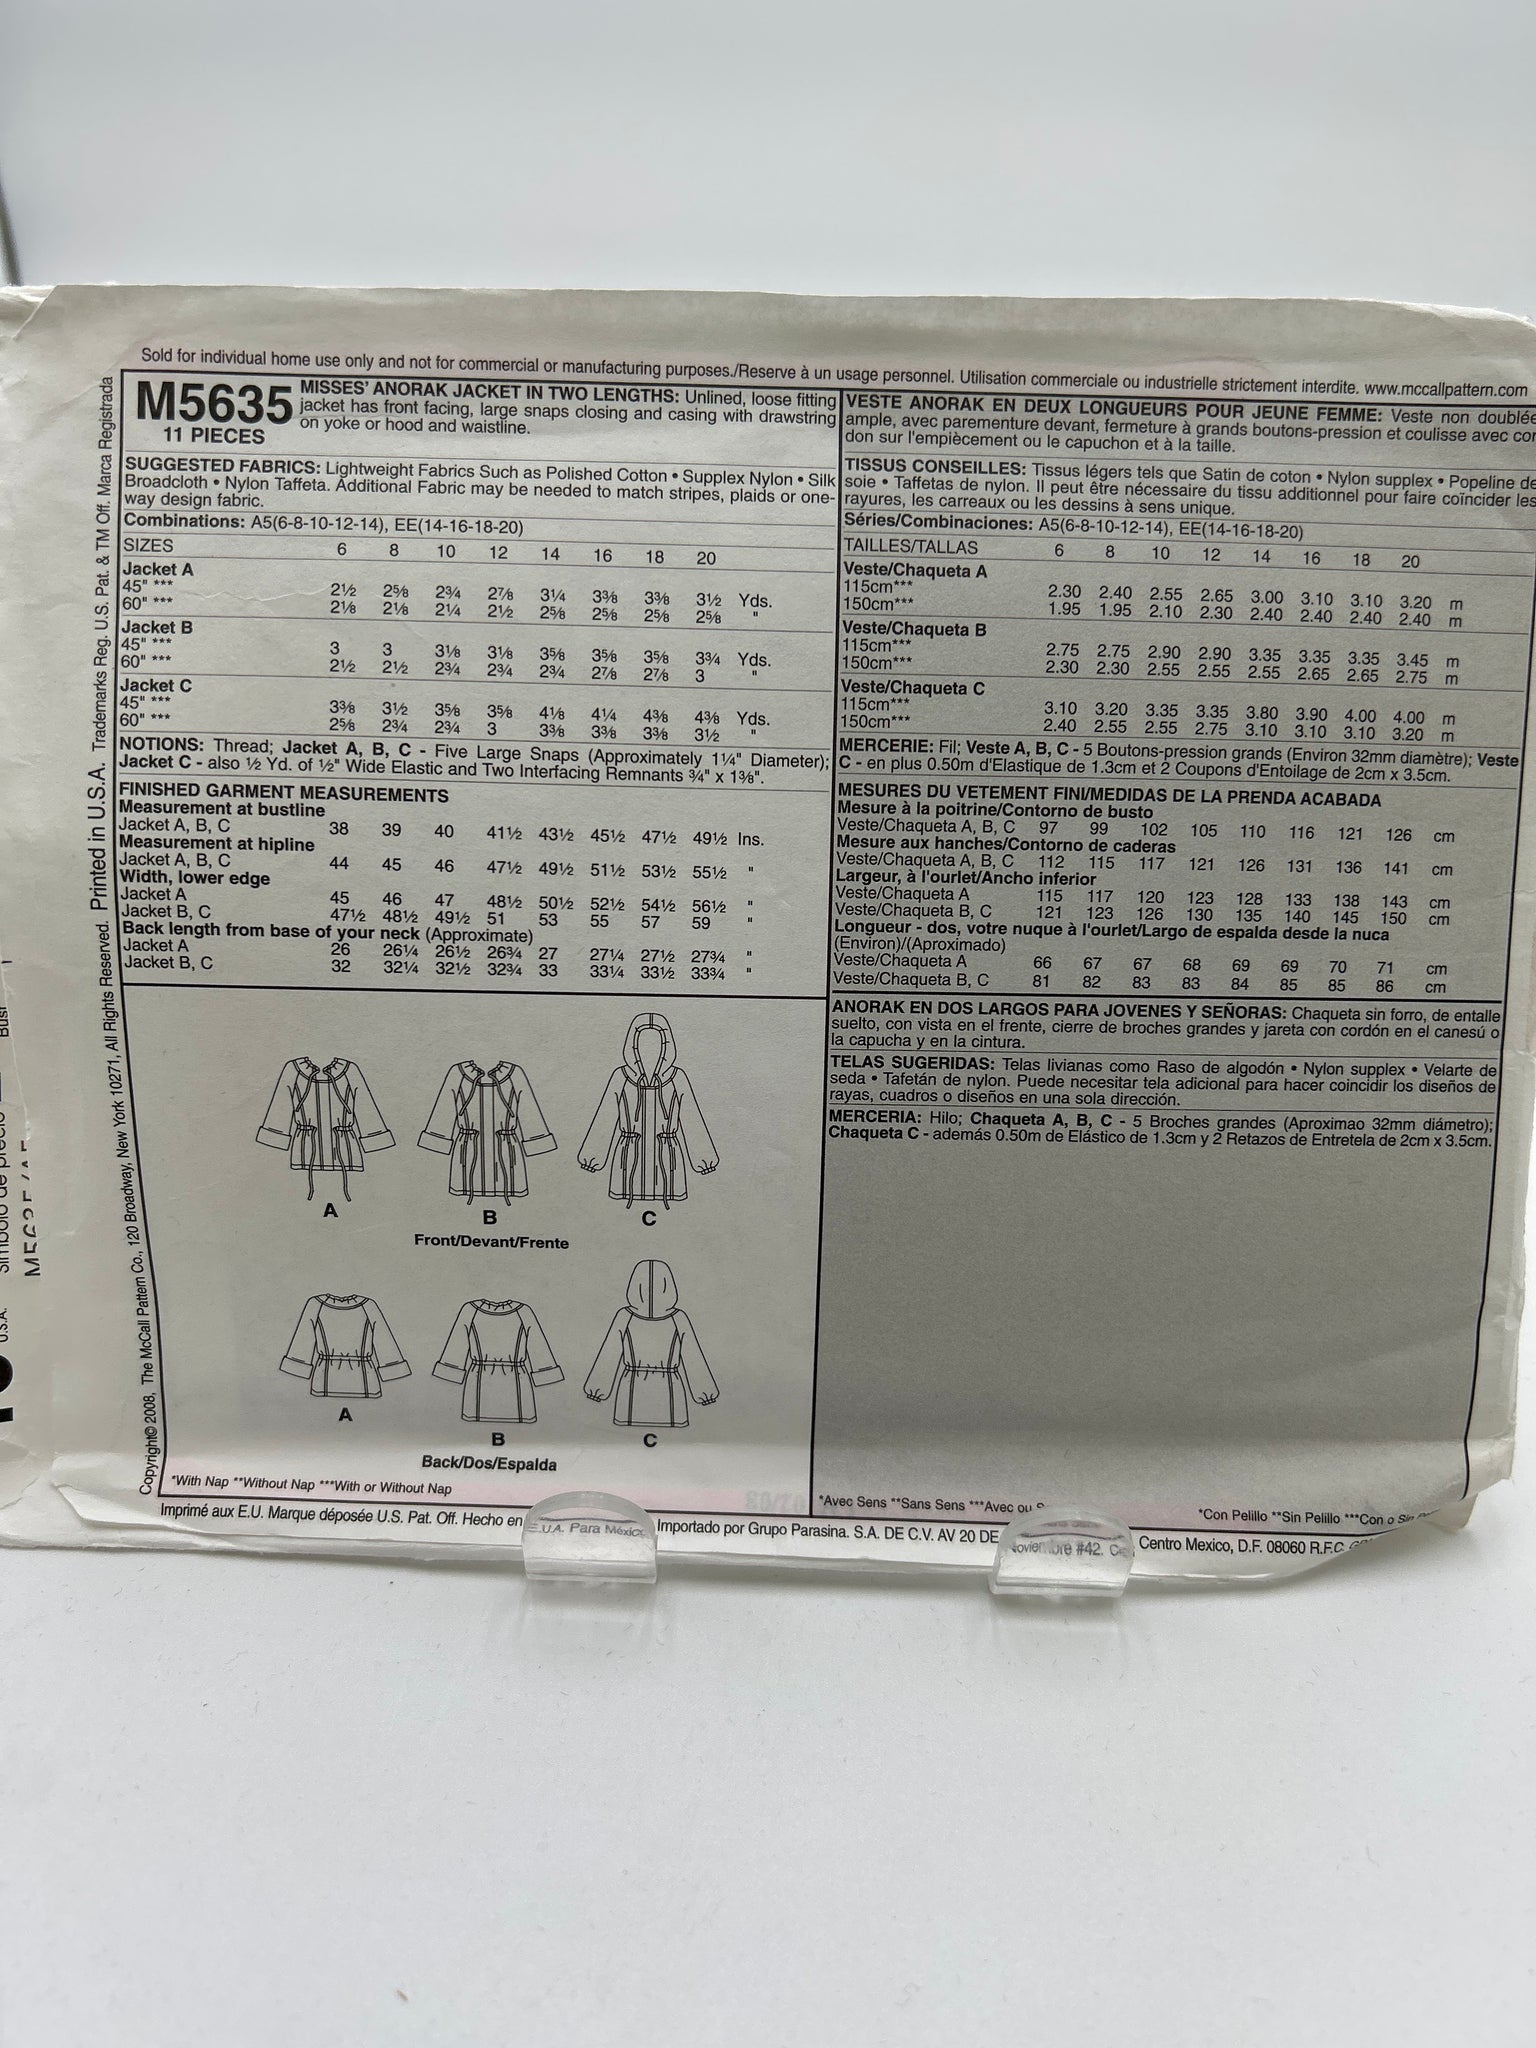 Sold for individual home use only and not for commercial or manufacturing purposes./Reserve à un usage personnel. Utilisation commerciale ou industrielle strictement interdite. www.mccallpattern.com
M5635
11 PIECES
MISSES' ANORAK JACKET IN TWO LENGTHS: Unlined, loose fitting
jacket has front facing, large snaps closing and casing with drawstring
on yoke or hood and waistline.
SUGGESTED FABRICS: Lightweight Fabrics Such as Polished Cotton • Supplex Nylon • Silk
Broadcloth • Nylon Taffeta. Additional Fabric may be needed to match stripes, plaids or one-
way design fabric.
Combinations: A5(6-8-10-12-14), EE(14-16-18-20)
SIZES 6 8 10 12 14 16 18 20
Jacket A
45" *** 2½ 2⅝ 2¾ 2⅞ 3¼ 3⅜ 3⅜ 3½ Yds.
60" *** 2⅛ 2⅛ 2¼ 2½ 2⅝ 2⅝ 2⅝ 2⅝ "
Jacket B
45" *** 3 3 3⅛ 3⅛ 3⅝ 3⅝ 3⅝ 3¾ Yds.
60" *** 2½ 2½ 2¾ 2¾ 2¾ 2⅞ 2⅞ 3 "
Jacket C
45" *** 3⅜ 3½ 3⅝ 3⅝ 4⅛ 4¼ 4⅜ 4⅜ Yds.
60" *** 2⅝ 2¾ 2¾ 3 3⅜ 3⅜ 3⅜ 3½ "
NOTIONS: Thread; Jacket A, B, C - Five Large Snaps (Approximately 1¼" Diameter);
Jacket C - also ½ Yd. of ½" Wide Elastic and Two Interfacing Remnants ¾" x 1⅜".
FINISHED GARMENT MEASUREMENTS
Measurement at bustline
Jacket A, B, C 38 39 40 41½ 43½ 45½ 47½ 49½ Ins.
Measurement at hipline
Jacket A, B, C 44 45 46 47½ 49½ 51½ 53½ 55½ "
Width, lower edge
Jacket A 45 46 47 48½ 50½ 52½ 54½ 56½ "
Jacket B, C 47½ 48½ 49½ 51 53 55 57 59 "
Back length from base of your neck (Approximate)
Jacket A 26 26¼ 26½ 26¾ 27 27¼ 27½ 27¾ "
Jacket B, C 32 32¼ 32½ 32¾ 33 33¼ 33½ 33¾ "
A
B
C
Front/Devant/Frente
A
B
C
Back/Dos/Espalda
*With Nap **Without Nap ***With or Without Nap
VESTE ANORAK EN DEUX LONGUEURS POUR JEUNE FEMME: Veste non doublée
ample, avec parementure devant, fermeture à grands boutons-pression et coulisse avec cor
don sur l'empiècement ou le capuchon et à la taille.
TISSUS CONSEILLES: Tissus légers tels que Satin de coton • Nylon supplex • Popeline de
soie • Taffetas de nylon. Il peut être nécessaire du tissu additionnel pour faire coïncider les
rayures, les carreaux ou les dessins à sens unique.
Séries/Combinaciones: A5(6-8-10-12-14), EE(14-16-18-20)
TAILLES/TALLAS 6 8 10 12 14 16 18 20
Veste/Chaqueta A
115cm*** 2.30 2.40 2.55 2.65 3.00 3.10 3.10 3.20 m
150cm*** 1.95 1.95 2.10 2.30 2.40 2.40 2.40 2.40 m
Veste/Chaqueta B
115cm*** 2.75 2.75 2.90 2.90 3.35 3.35 3.35 3.45 m
150cm*** 2.30 2.30 2.55 2.55 2.55 2.65 2.65 2.75 m
Veste/Chaqueta C
115cm*** 3.10 3.20 3.35 3.35 3.80 3.90 4.00 4.00 m
150cm*** 2.40 2.55 2.55 2.75 3.10 3.10 3.10 3.20 m
MERCERIE: Fil; Veste A, B, C - 5 Boutons-pression grands (Environ 32mm diamètre); Veste
C - en plus 0.50m d'Elastique de 1.3cm et 2 Coupons d'Entoilage de 2cm x 3.5cm.
MESURES DU VETEMENT FINI/MEDIDAS DE LA PRENDA ACABADA
Mesure à la poitrine/Contorno de busto
Veste/Chaqueta A, B, C 97 99 102 105 110 116 121 126 cm
Mesure aux hanches/Contorno de caderas
Veste/Chaqueta A, B, C 112 115 117 121 126 131 136 141 cm
Largeur, à l'ourlet/Ancho inferior
Veste/Chaqueta A 115 117 120 123 128 133 138 143 cm
Veste/Chaqueta B, C 121 123 126 130 135 140 145 150 cm
Longueur - dos, votre nuque à l'ourlet/Largo de espalda desde la nuca
(Environ)/(Aproximado)
Veste/Chaqueta A 66 67 67 68 69 69 70 71 cm
Veste/Chaqueta B, C 81 82 83 83 84 85 85 86 cm
ANORAK EN DOS LARGOS PARA JOVENES Y SEÑORAS: Chaqueta sin forro, de entalle
suelto, con vista en el frente, cierre de broches grandes y jareta con cordón en el canesú o
la capucha y en la cintura.
TELAS SUGERIDAS: Telas livianas como Raso de algodón • Nylon supplex • Velarte de
seda • Tafetán de nylon. Puede necesitar tela adicional para hacer coincidir los diseños de
rayas, cuadros o diseños en una sola dirección.
MERCERIA: Hilo; Chaqueta A, B, C - 5 Broches grandes (Aproximao 32mm diámetro);
Chaqueta C - además 0.50m de Elástico de 1.3cm y 2 Retazos de Entretela de 2cm x 3.5cm.
*Avec Sens **Sans Sens ***Avec ou
*Con Pelillo **Sin Pelillo ***Con o Sin
Imprimé aux E.U. Marque déposée U.S. Pat. Off. Hecho en E.U.A. Para México. Importado por Grupo Parasina. S.A. DE C.V. AV 20 DE Noviembre #42. Centro Mexico, D.F. 08060 R.F.C.
Copyright© 2008, The McCall Pattern Co., 120 Broadway, New York 10271, All Rights Reserved. Printed in U.S.A. Trademarks Reg. U.S. Pat. & TM Off. Marca Registrada
U.S.A.